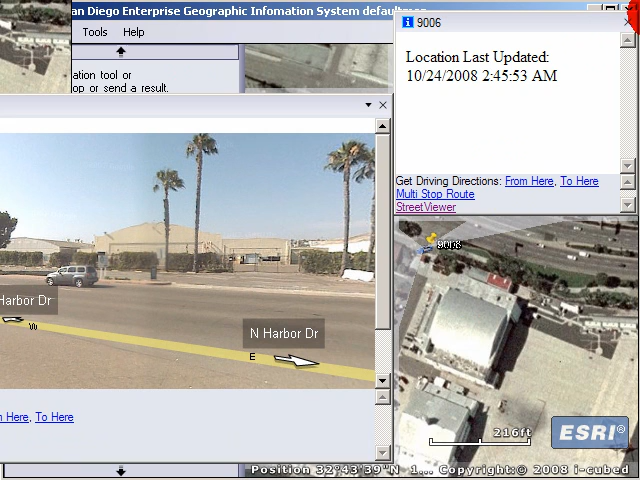 an Diego Enterprise Geographic Infomation System
Tools Help
ation tool or
op or send a result.
9006
Location Last Updated:
10/24/2008 2:45:53 AM
Get Driving Directions: From Here, To Here
Multi Stop Route
StreetViewer
9006
Harbor Dr
W
N Harbor Dr
E
n Here, To Here
216ft
ESRI®
Position 32°43'39"N 1... Copyright:© 2008 i-cubed